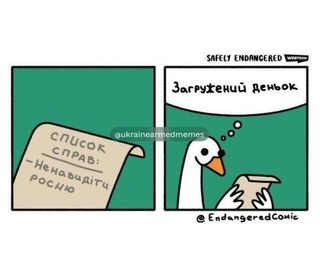 SAFELY ENDANGERED WEBTOON
Загружений деньок
@ukrainearmedmemes
СПИСОК
СПРАВ:
-Ненавидіти
росню
@EndangeredComic